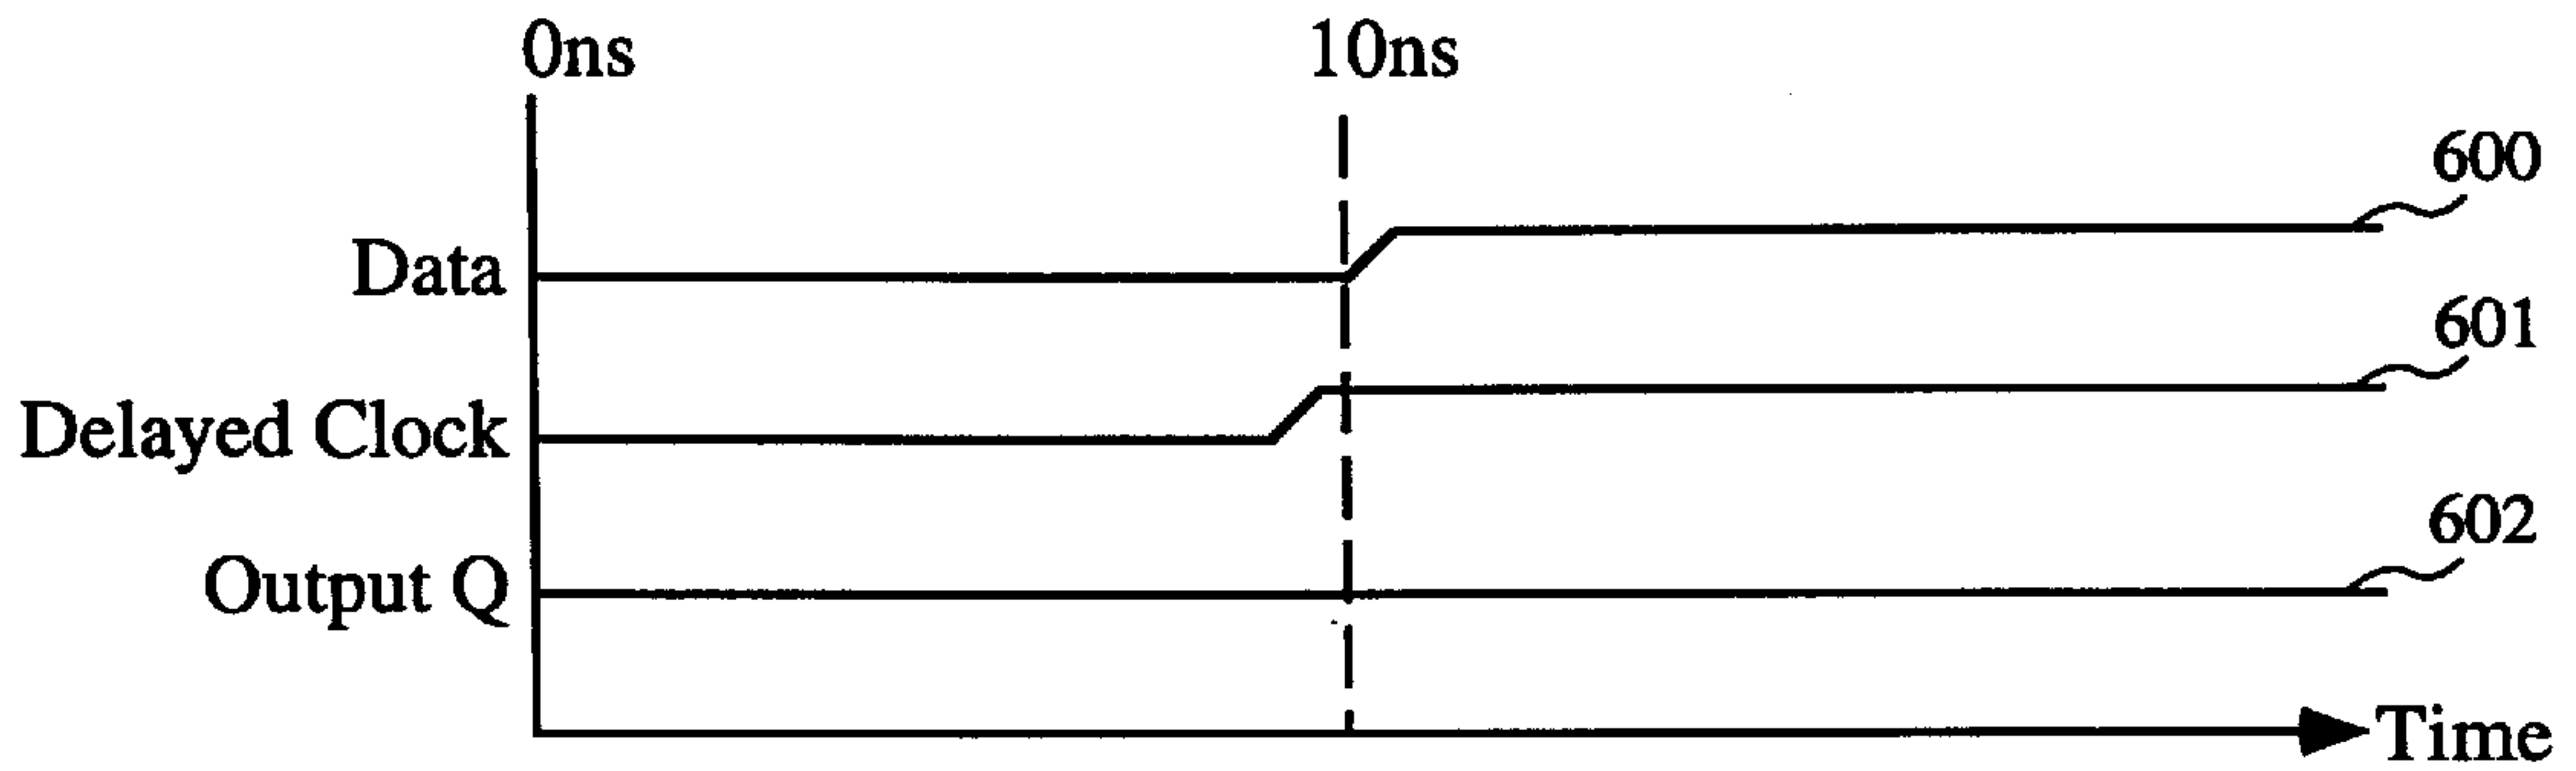 0ns
10ns
600
Data
601
Delayed Clock
602
Output Q
Time